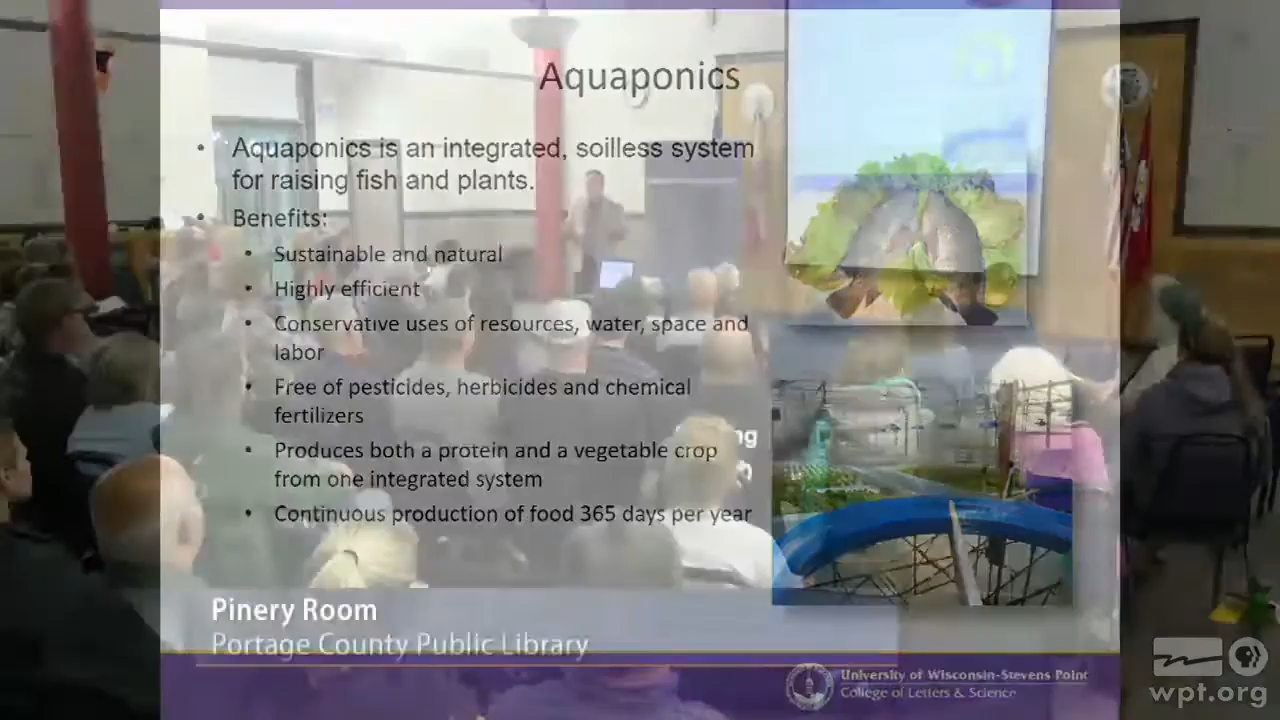 Aquaponics
• Aquaponics is an integrated, soilless system
for raising fish and plants.
• Benefits:
• Sustainable and natural
• Highly efficient
• Conservative uses of resources, water, space and
labor
• Free of pesticides, herbicides and chemical
fertilizers
• Produces both a protein and a vegetable crop
from one integrated system
• Continuous production of food 365 days per year
Pinery Room
Portage County Public Library
University of Wisconsin-Stevens Point
College of Letters & Science
wpt.org